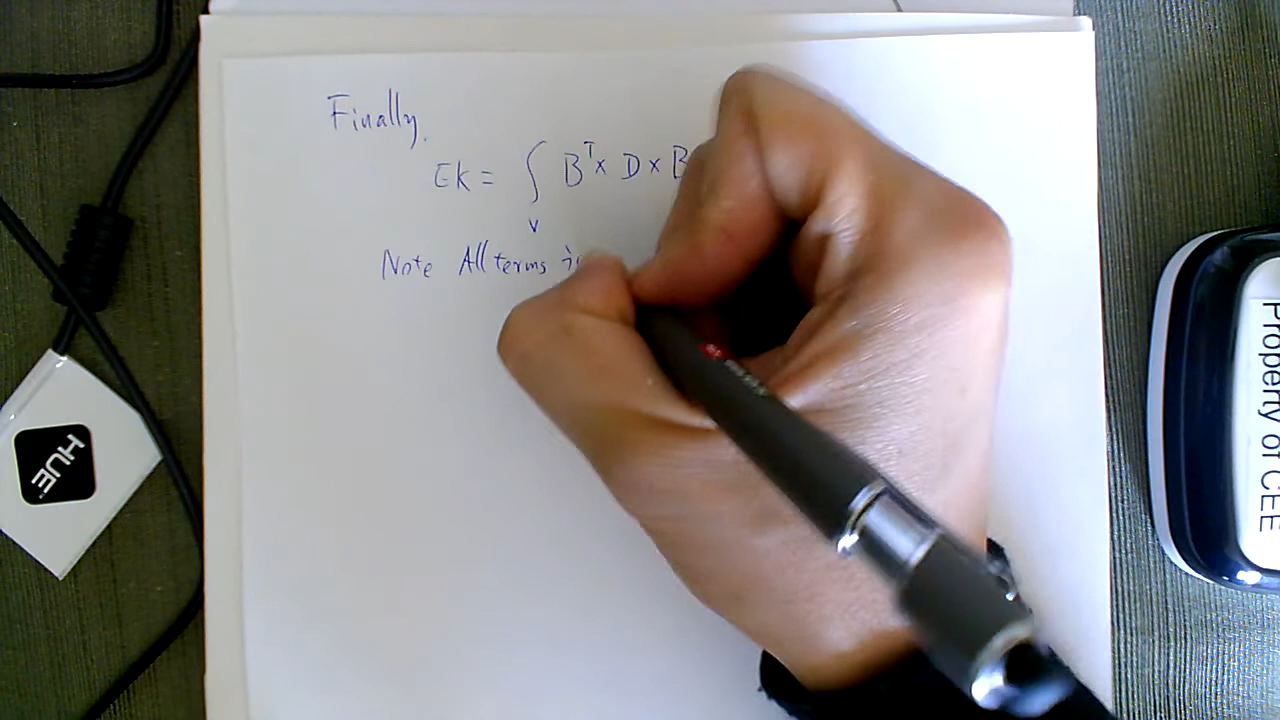 Finally,
Ek = ∫ Bᵀ × D × B
v
Note All terms
HUE
Property of CEE